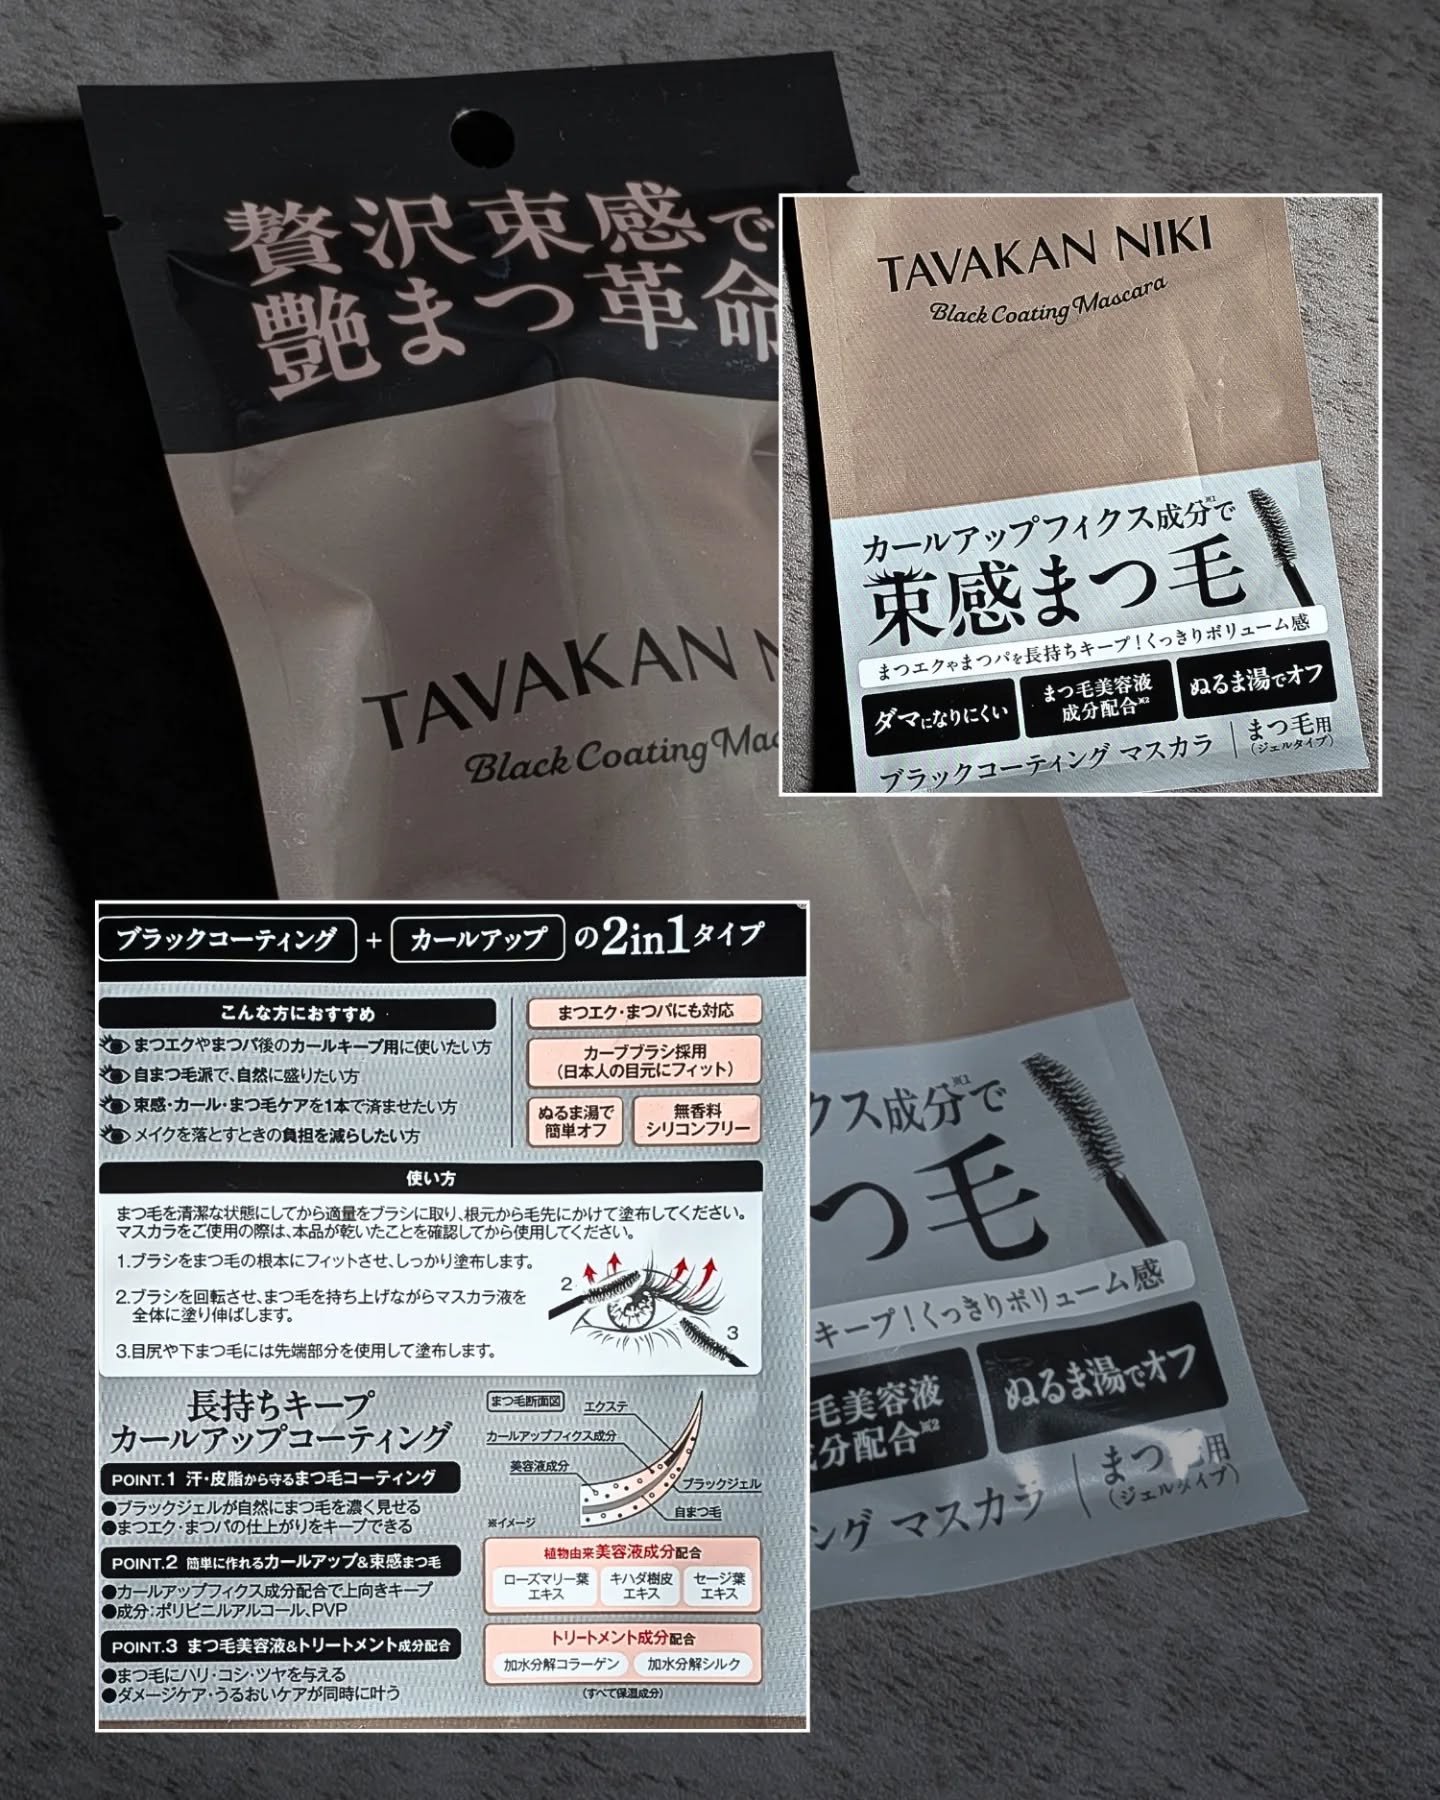 贅沢束感で
艶まつ革命
TAVAKAN N
Black Coating Mas
TAVAKAN NIKI
Black Coating Mascara
カールアップフィクス成分※1で
束感まつ毛
まつエクやまつパを長持ちキープ！くっきりボリューム感
ダマになりにくい
まつ毛美容液
成分配合※2
ぬるま湯でオフ
ブラックコーティング マスカラ
まつ毛用
（ジェルタイプ）
ブラックコーティング + カールアップ の2in1タイプ
こんな方におすすめ
まつエクやまつパ後のカールキープ用に使いたい方
自まつ毛派で、自然に盛りたい方
束感・カール・まつ毛ケアを1本で済ませたい方
メイクを落とすときの負担を減らしたい方
まつエク・まつパにも対応
カーブブラシ採用
（日本人の目元にフィット）
ぬるま湯で
簡単オフ
無香料
シリコンフリー
使い方
まつ毛を清潔な状態にしてから適量をブラシに取り、根元から毛先にかけて塗布してください。
マスカラをご使用の際は、本品が乾いたことを確認してから使用してください。
1.ブラシをまつ毛の根本にフィットさせ、しっかり塗布します。
2.ブラシを回転させ、まつ毛を持ち上げながらマスカラ液を
全体に塗り伸ばします。
3.目尻や下まつ毛には先端部分を使用して塗布します。
2
3
長持ちキープ
カールアップコーティング
POINT.1 汗・皮脂から守るまつ毛コーティング
●ブラックジェルが自然にまつ毛を濃く見せる
●まつエク・まつパの仕上がりをキープできる
POINT.2 簡単に作れるカールアップ&束感まつ毛
●カールアップフィクス成分配合で上向きキープ
●成分：ポリビニルアルコール、PVP
POINT.3 まつ毛美容液&トリートメント成分配合
●まつ毛にハリ・コシ・ツヤを与える
●ダメージケア・うるおいケアが同時に叶う
まつ毛断面図
エクステ
カールアップフィクス成分
美容液成分
ブラックジェル
自まつ毛
※イメージ
植物由来美容液成分配合
ローズマリー葉
エキス
キハダ樹皮
エキス
セージ葉
エキス
トリートメント成分配合
加水分解コラーゲン
加水分解シルク
（すべて保湿成分）
クス成分※1で
つ毛
キープ！くっきりボリューム感
毛美容液
成分配合※2
ぬるま湯でオフ
ング マスカラ
まつ 用
（ジェルタイプ）